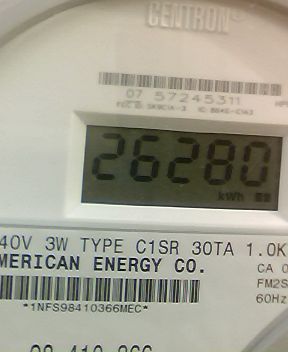 CENTRON®
07 57245311
26280
kWh
40V 3W TYPE C1SR 30TA 1.0K
MERICAN ENERGY CO.
CA 0
FM2S
60Hz
*1NFS98410366MEC*